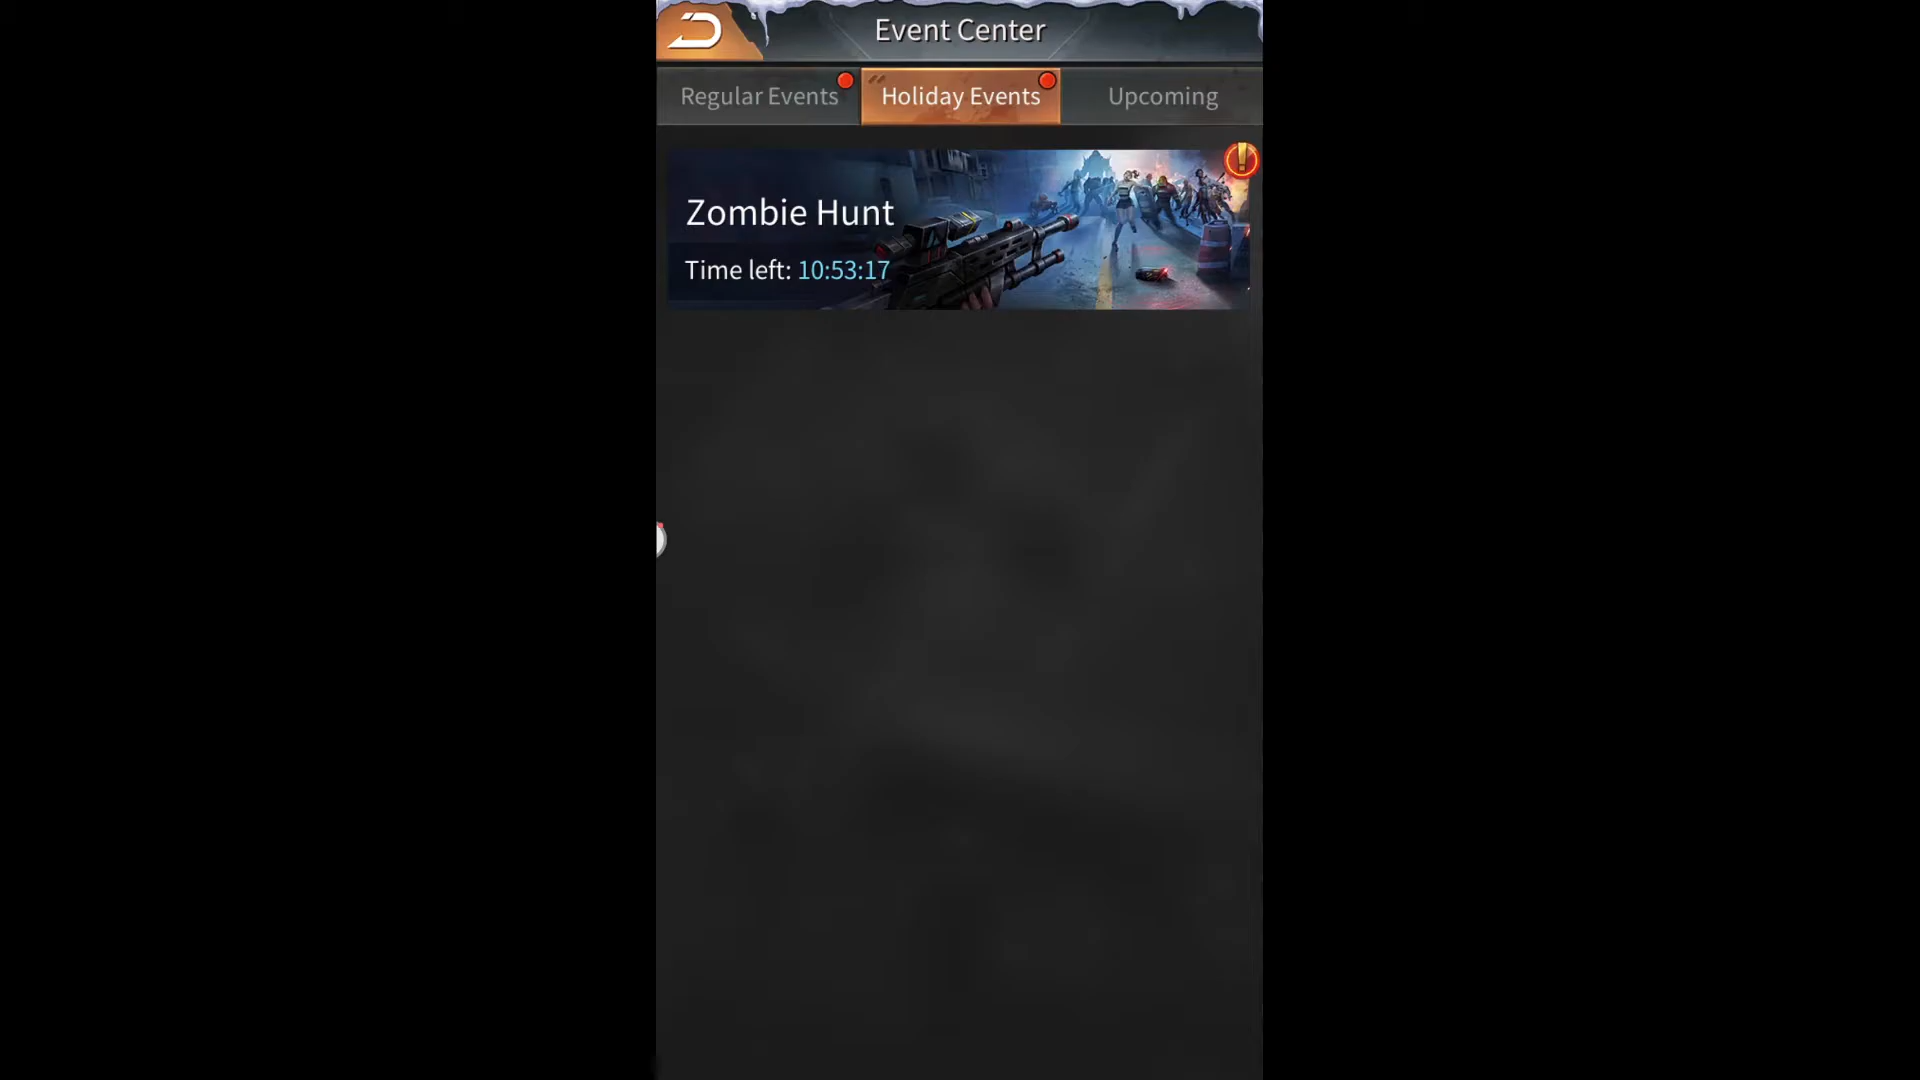 Event Center
Regular Events
Holiday Events
Upcoming
Zombie Hunt
Time left: 10:53:17